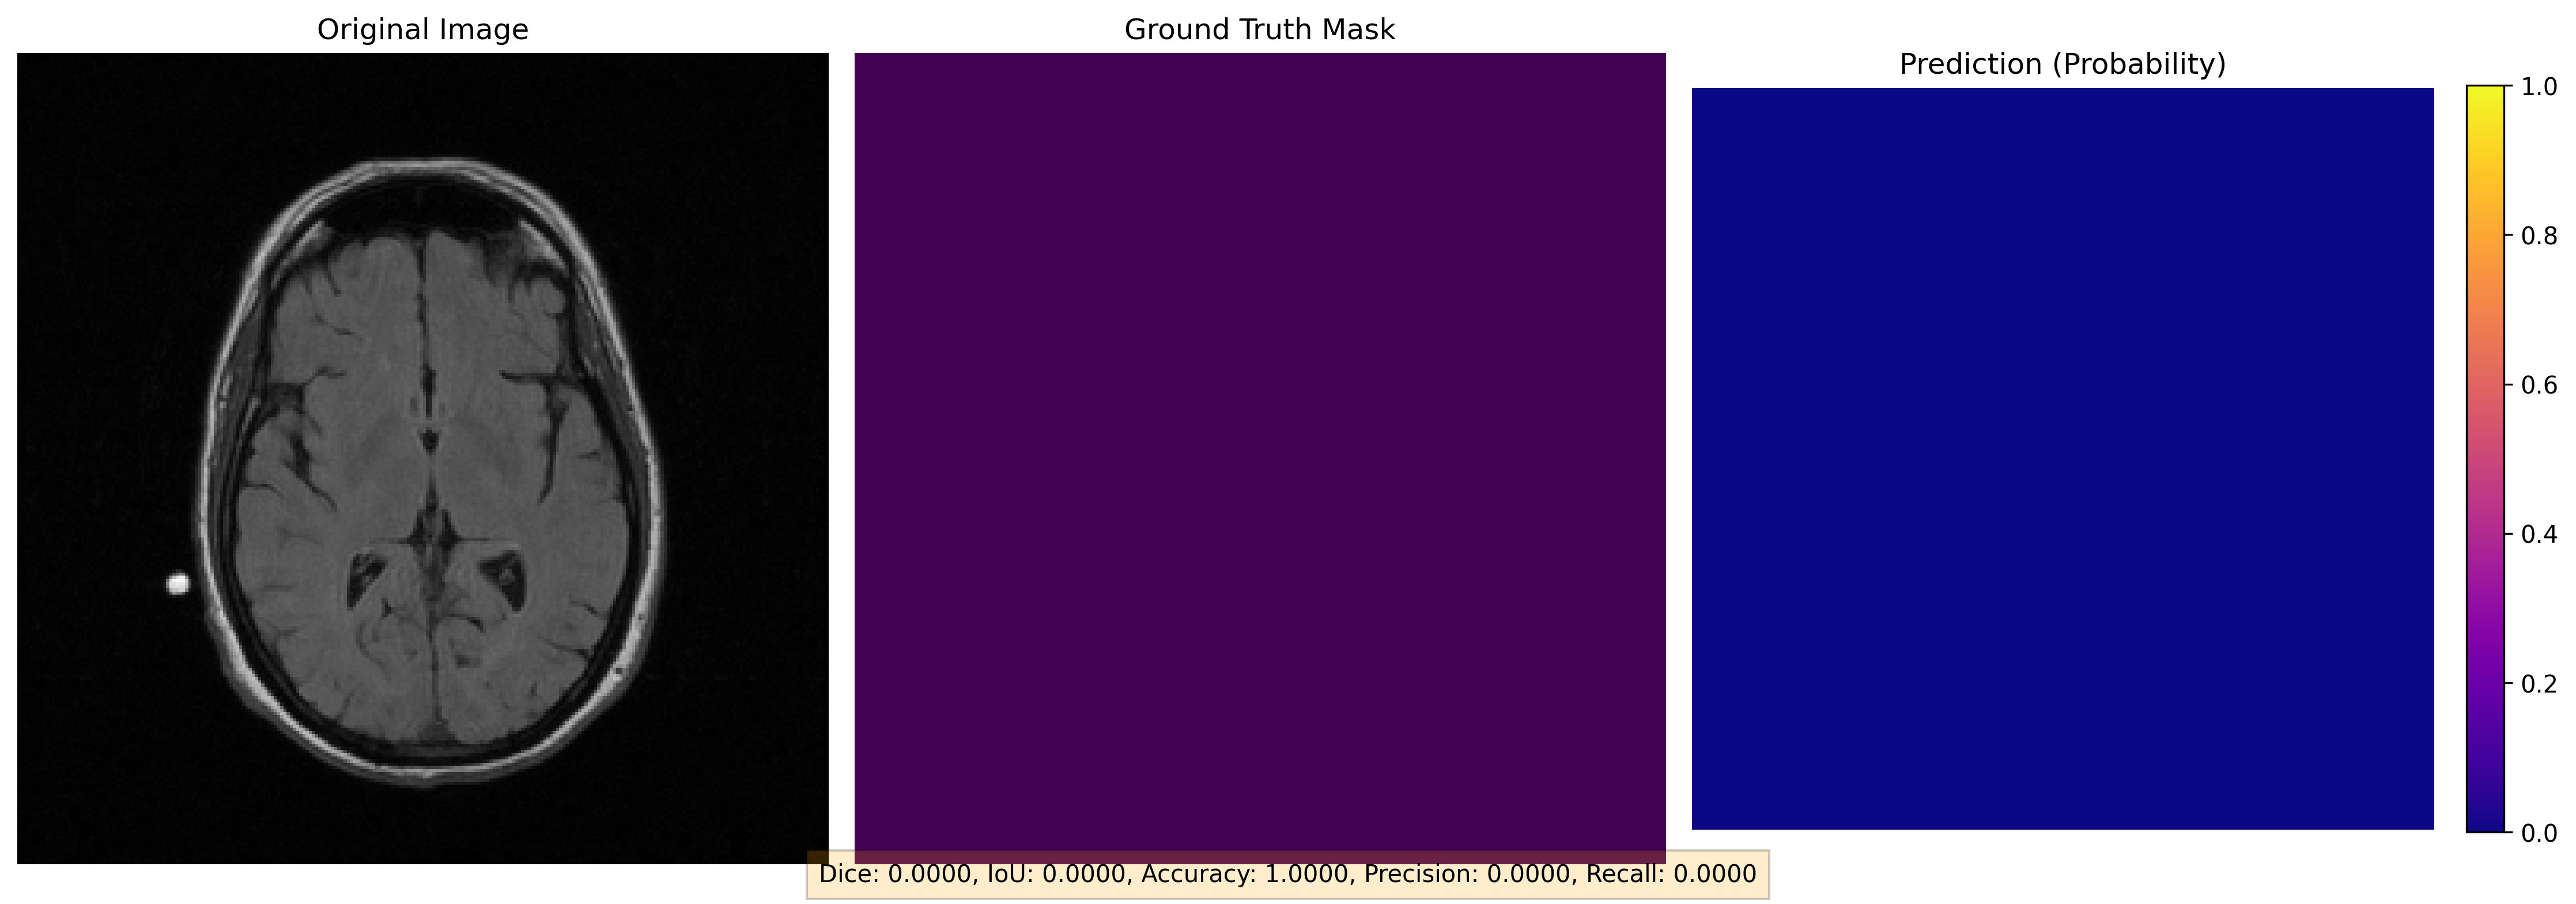 Original Image
Ground Truth Mask
Prediction (Probability)
1.0
0.8
0.6
0.4
0.2
0.0
Dice: 0.0000, IoU: 0.0000, Accuracy: 1.0000, Precision: 0.0000, Recall: 0.0000